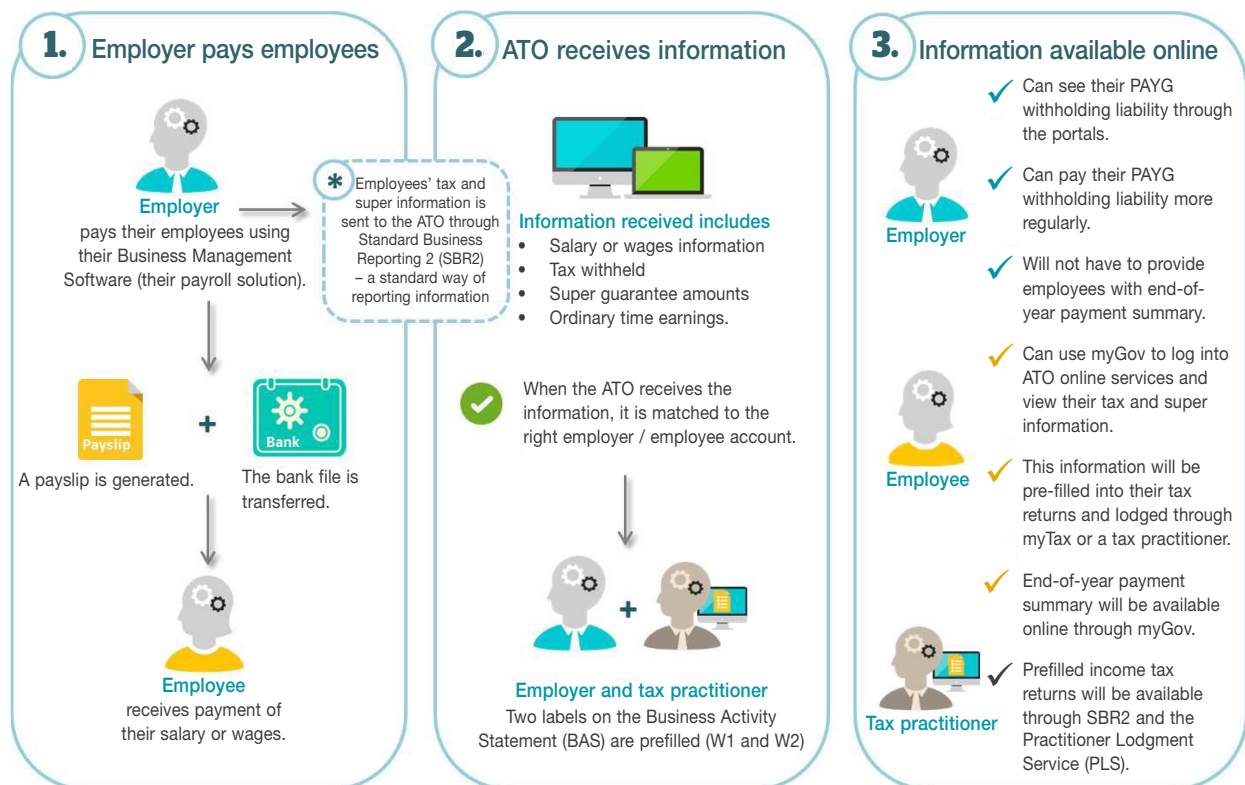 1. Employer pays employees
Employer
pays their employees using
their Business Management
Software (their payroll solution).
*
Employees’ tax and
super information is
sent to the ATO through
Standard Business
Reporting 2 (SBR2)
– a standard way of
reporting information
Payslip
+
Bank
A payslip is generated.
The bank file is
transferred.
Employee
receives payment of
their salary or wages.
2. ATO receives information
Information received includes
• Salary or wages information
• Tax withheld
• Super guarantee amounts
• Ordinary time earnings.
When the ATO receives the
information, it is matched to the
right employer / employee account.
+
Employer and tax practitioner
Two labels on the Business Activity
Statement (BAS) are prefilled (W1 and W2)
3. Information available online
Employer
Can see their PAYG
withholding liability through
the portals.
Can pay their PAYG
withholding liability more
regularly.
Will not have to provide
employees with end-of-
year payment summary.
Employee
Can use myGov to log into
ATO online services and
view their tax and super
information.
This information will be
pre-filled into their tax
returns and lodged through
myTax or a tax practitioner.
End-of-year payment
summary will be available
online through myGov.
Tax practitioner
Prefilled income tax
returns will be available
through SBR2 and the
Practitioner Lodgment
Service (PLS).